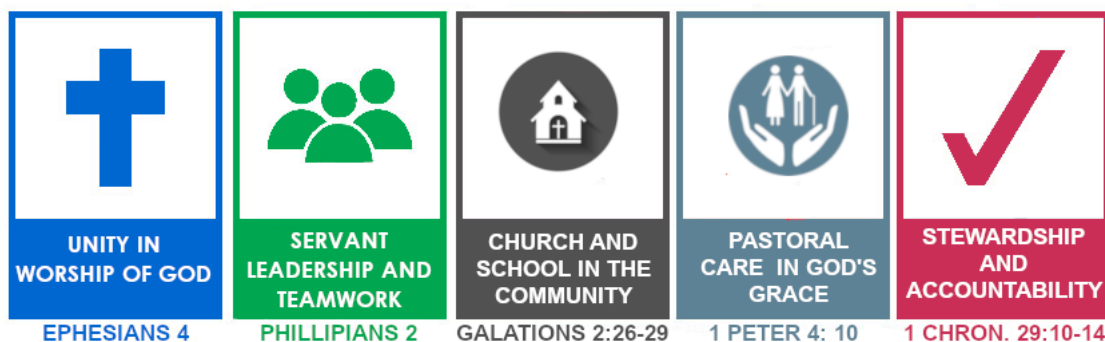 UNITY IN
WORSHIP OF GOD
EPHESIANS 4
SERVANT
LEADERSHIP AND
TEAMWORK
PHILLIPIANS 2
CHURCH AND
SCHOOL IN THE
COMMUNITY
GALATIONS 2:26-29
PASTORAL
CARE IN GOD'S
GRACE
1 PETER 4: 10
STEWARDSHIP
AND
ACCOUNTABILITY
1 CHRON. 29:10-14